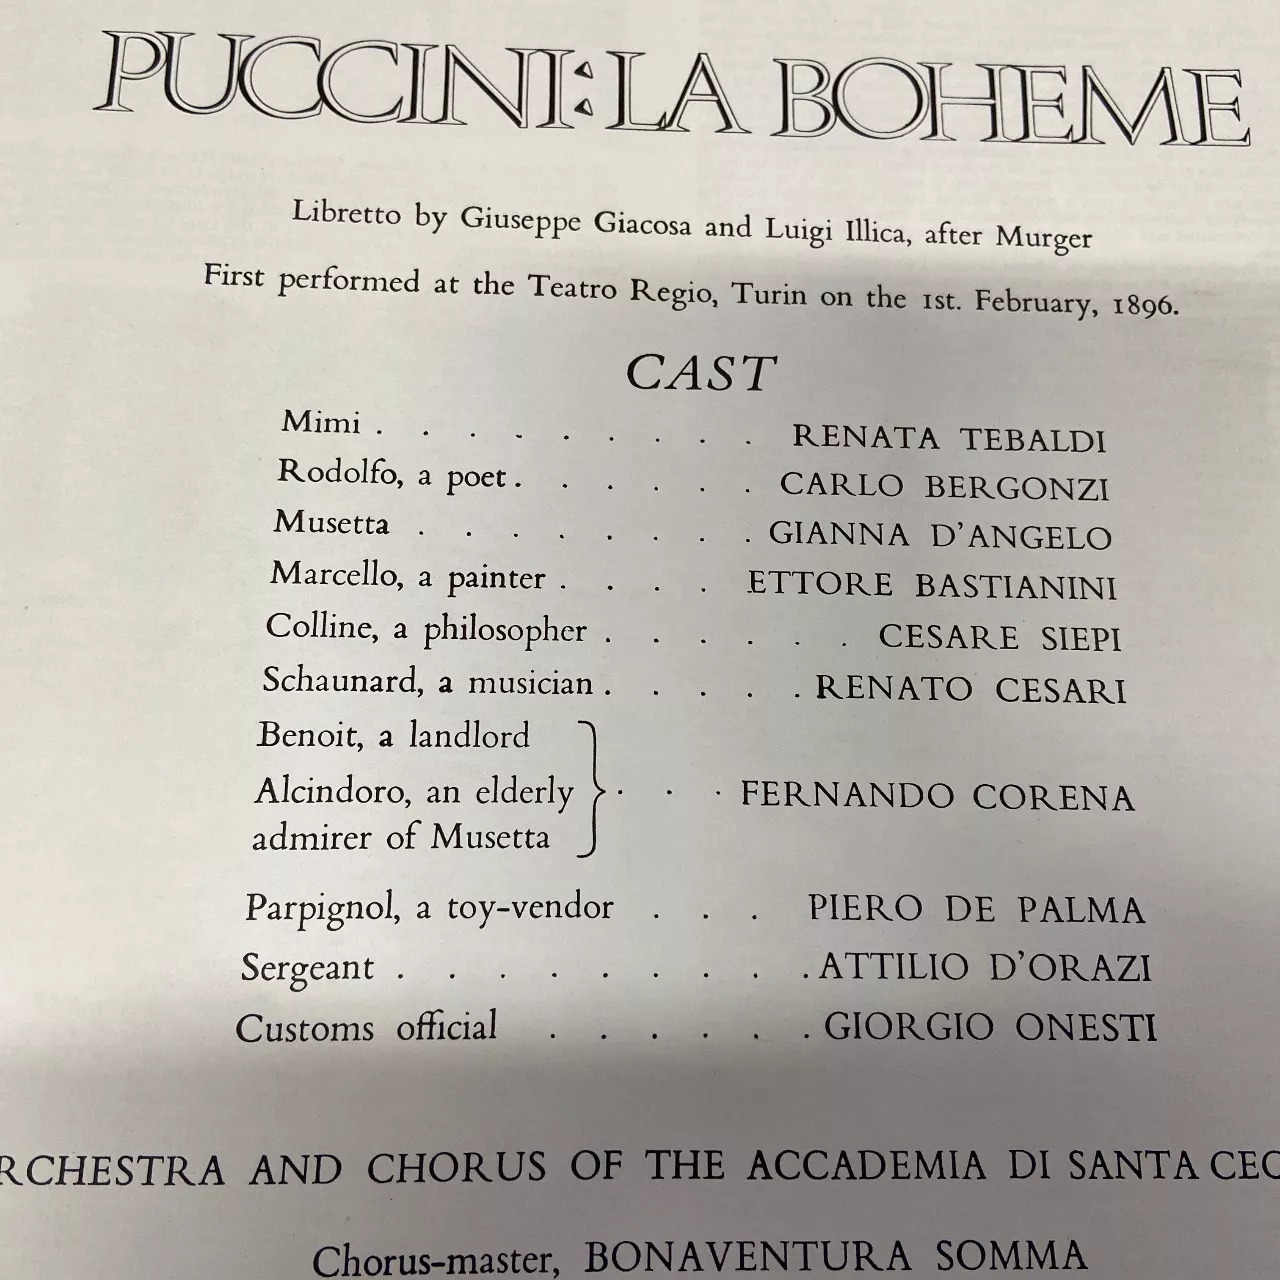 PUCCINI: LA BOHEME
Libretto by Giuseppe Giacosa and Luigi Illica, after Murger
First performed at the Teatro Regio, Turin on the 1st. February, 1896.
CAST
Mimi . . . . . . . . . RENATA TEBALDI
Rodolfo, a poet . . . . . . CARLO BERGONZI
Musetta . . . . . . . . GIANNA D'ANGELO
Marcello, a painter . . . . ETTORE BASTIANINI
Colline, a philosopher . . . . . . CESARE SIEPI
Schaunard, a musician . . . . . RENATO CESARI
Benoit, a landlord
Alcindoro, an elderly } . . . FERNANDO CORENA
admirer of Musetta
Parpignol, a toy-vendor . . . PIERO DE PALMA
Sergeant . . . . . . . . . ATTILIO D'ORAZI
Customs official . . . . . . GIORGIO ONESTI
RCHESTRA AND CHORUS OF THE ACCADEMIA DI SANTA CEC
Chorus-master, BONAVENTURA SOMMA